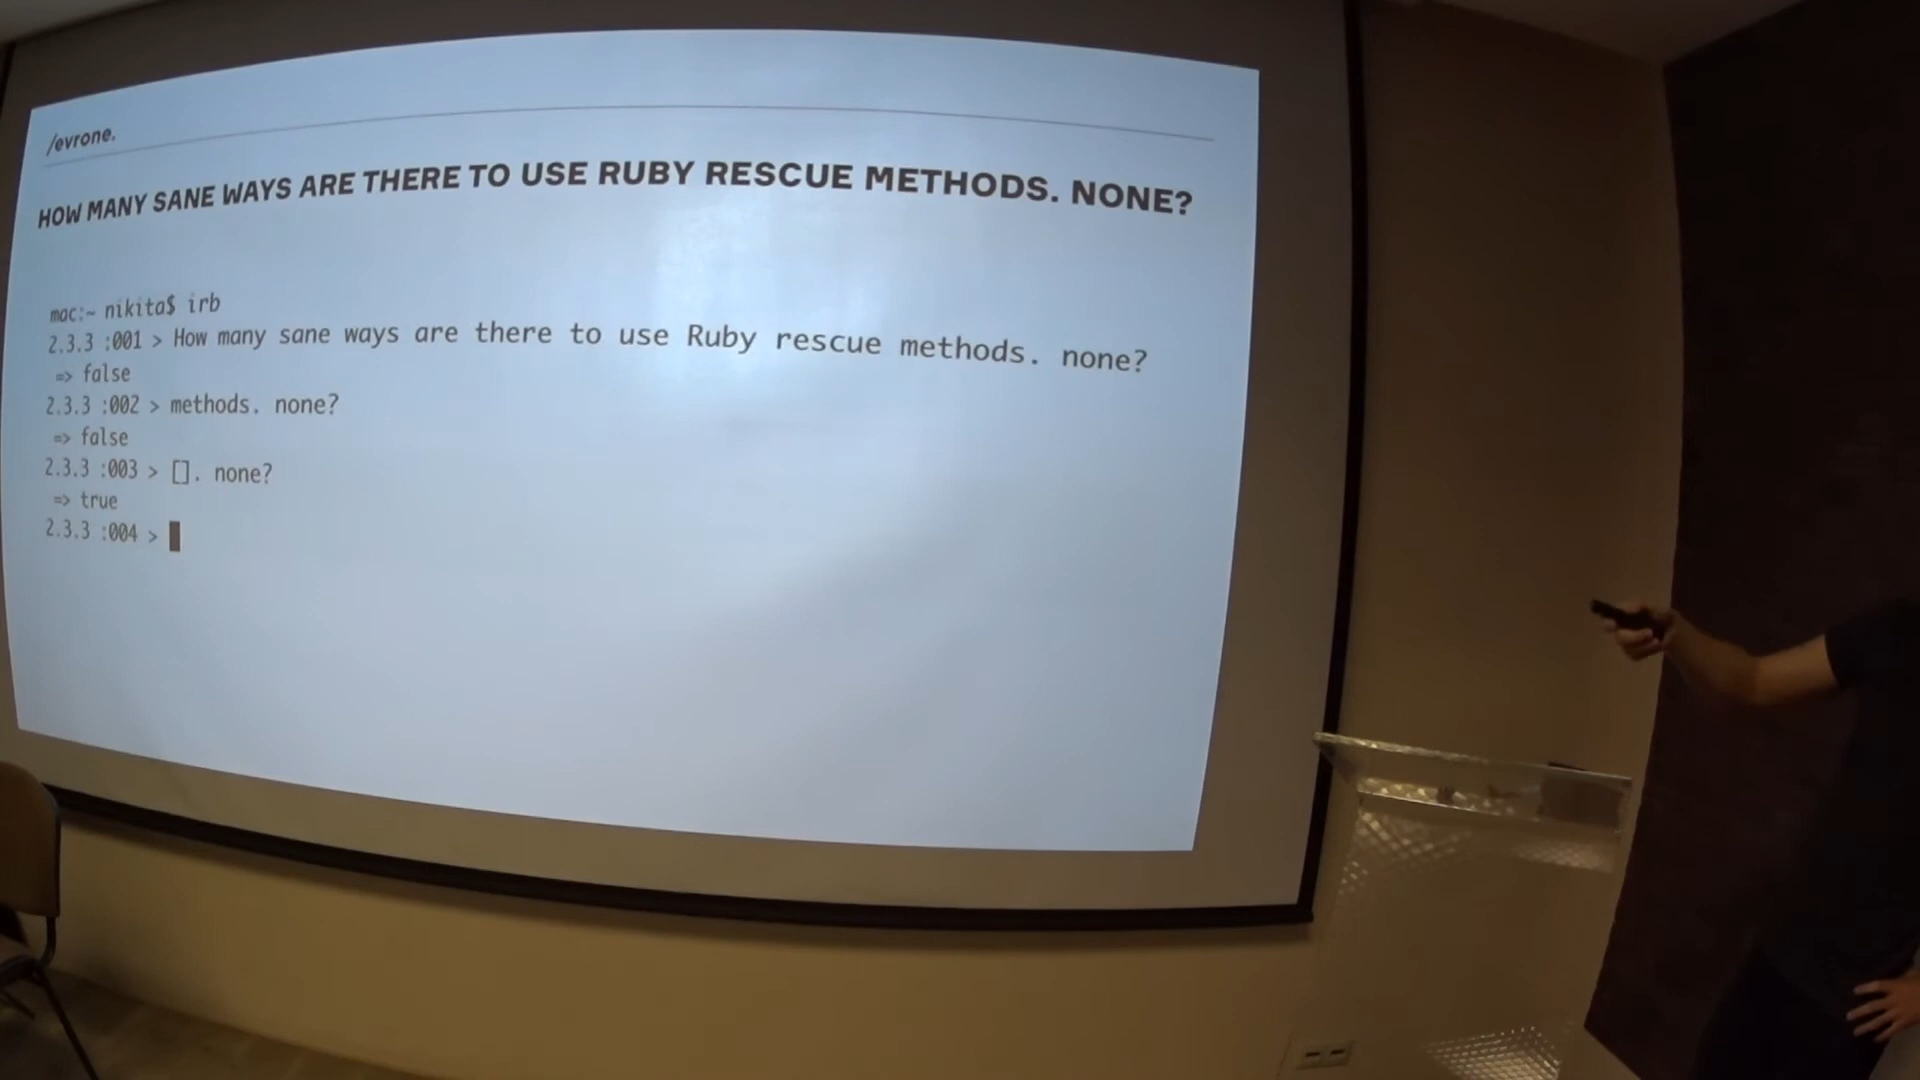 /evrone.
HOW MANY SANE WAYS ARE THERE TO USE RUBY RESCUE METHODS. NONE?
mac:~ nikita$ irb
2.3.3 :001 > How many sane ways are there to use Ruby rescue methods. none?
=> false
2.3.3 :002 > methods. none?
=> false
2.3.3 :003 > []. none?
=> true
2.3.3 :004 >